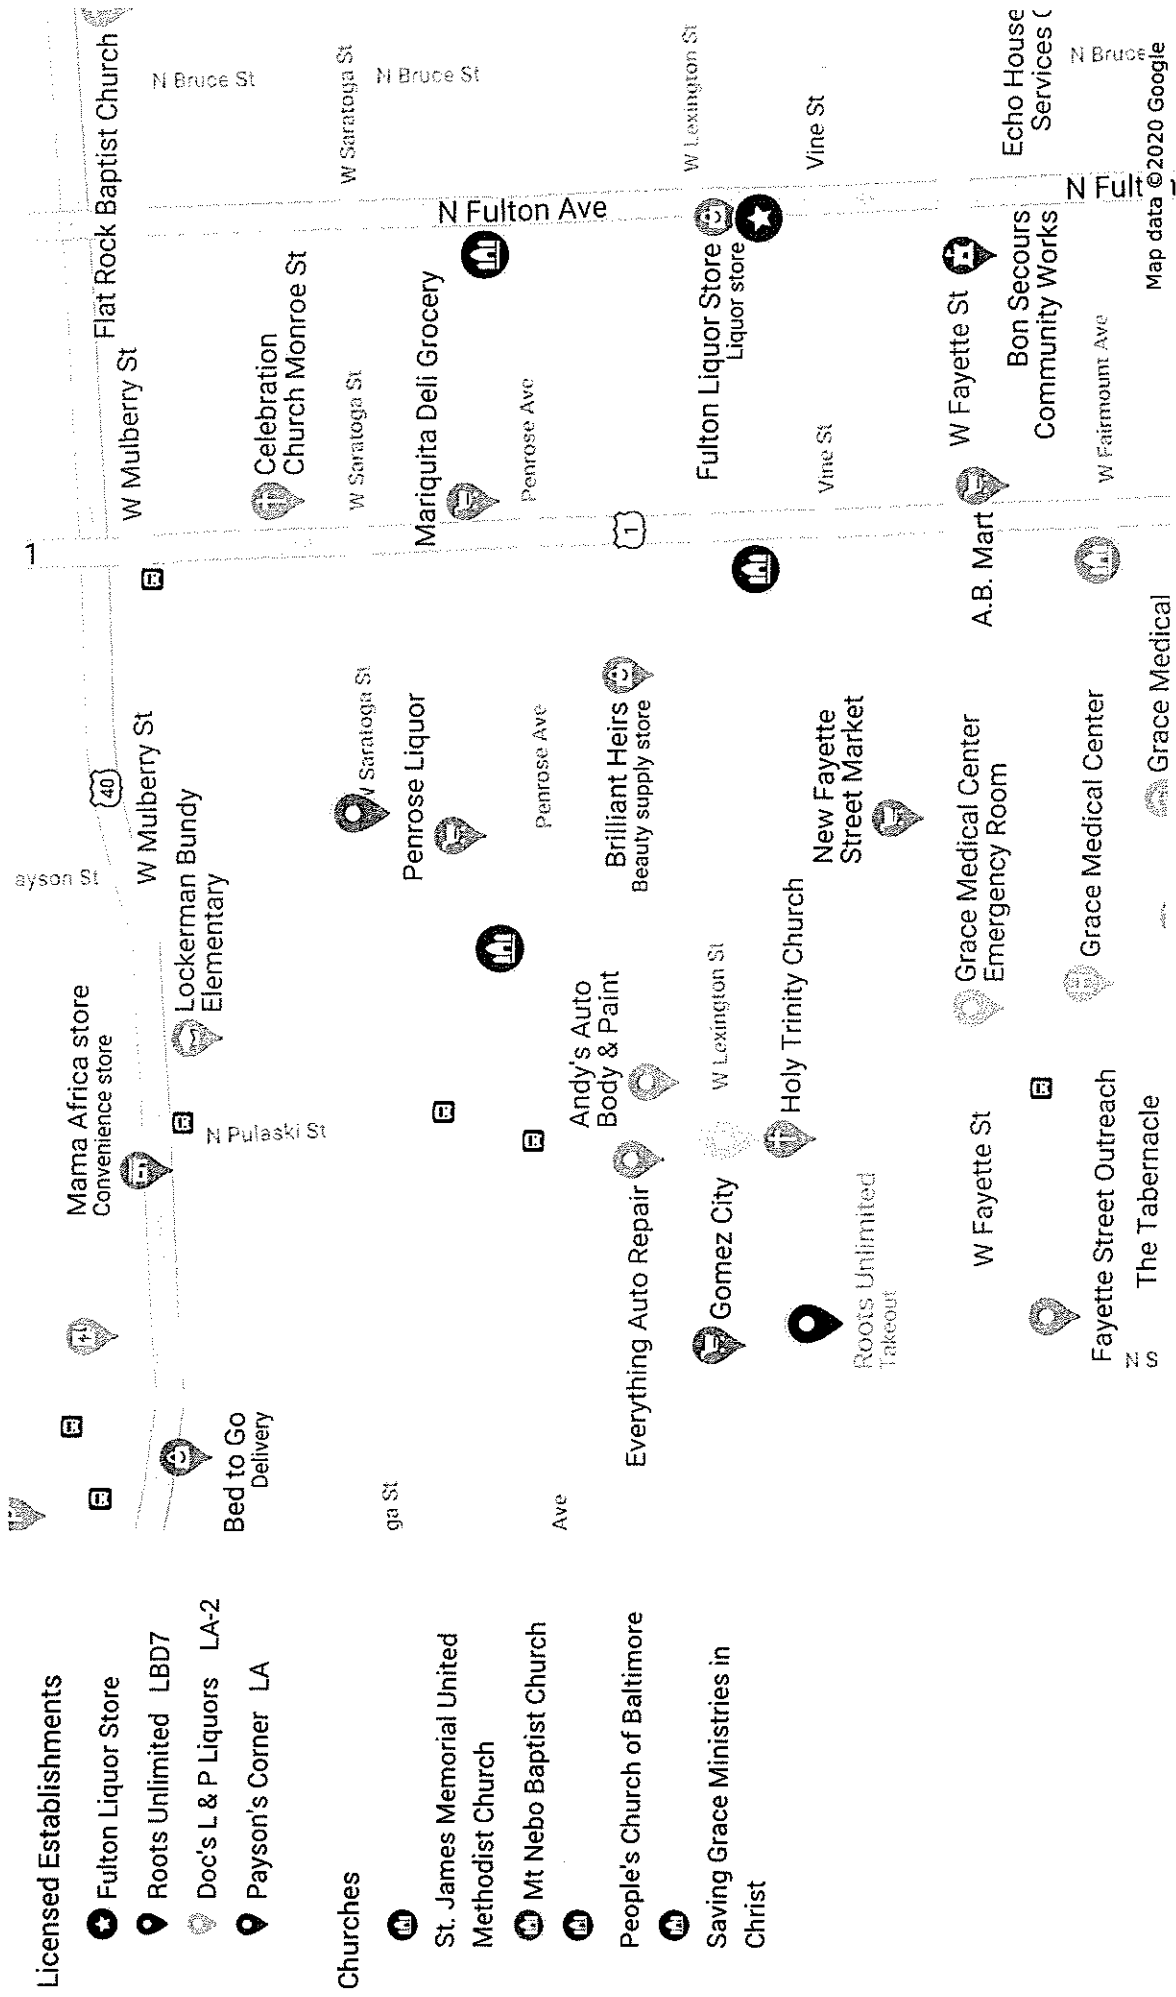 Licensed Establishments
Fulton Liquor Store
Roots Unlimited LBD7
Doc's L & P Liquors LA-2
Payson's Corner LA
Churches
St. James Memorial United
Methodist Church
Mt Nebo Baptist Church
People's Church of Baltimore
Saving Grace Ministries in
Christ
Flat Rock Baptist Church
1
W Mulberry St
40
ayson St
W Mulberry St
Mama Africa store
Convenience store
Lockerman Bundy
Elementary
N Pulaski St
Bed to Go
Delivery
N Bruce St
Celebration
Church Monroe St
W Saratoga St
W Saratoga St
W Saratoga St
ga St
N Bruce St
N Fulton Ave
Mariquita Deli Grocery
Penrose Liquor
Penrose Ave
Penrose Ave
Ave
1
Brilliant Heirs
Beauty supply store
Andy's Auto
Body & Paint
Everything Auto Repair
W Lexington St
Fulton Liquor Store
Liquor store
W Lexington St
Gomez City
Holy Trinity Church
Vine St
Vine St
New Fayette
Street Market
Roots Unlimited
Takeout
W Fayette St
A.B. Mart
Grace Medical Center
Emergency Room
W Fayette St
Echo House
Services (
Bon Secours
Community Works
N Bruce
N Fult
W Fairmount Ave
Grace Medical Center
Fayette Street Outreach
The Tabernacle
Grace Medical
N
S
Map data ©2020 Google